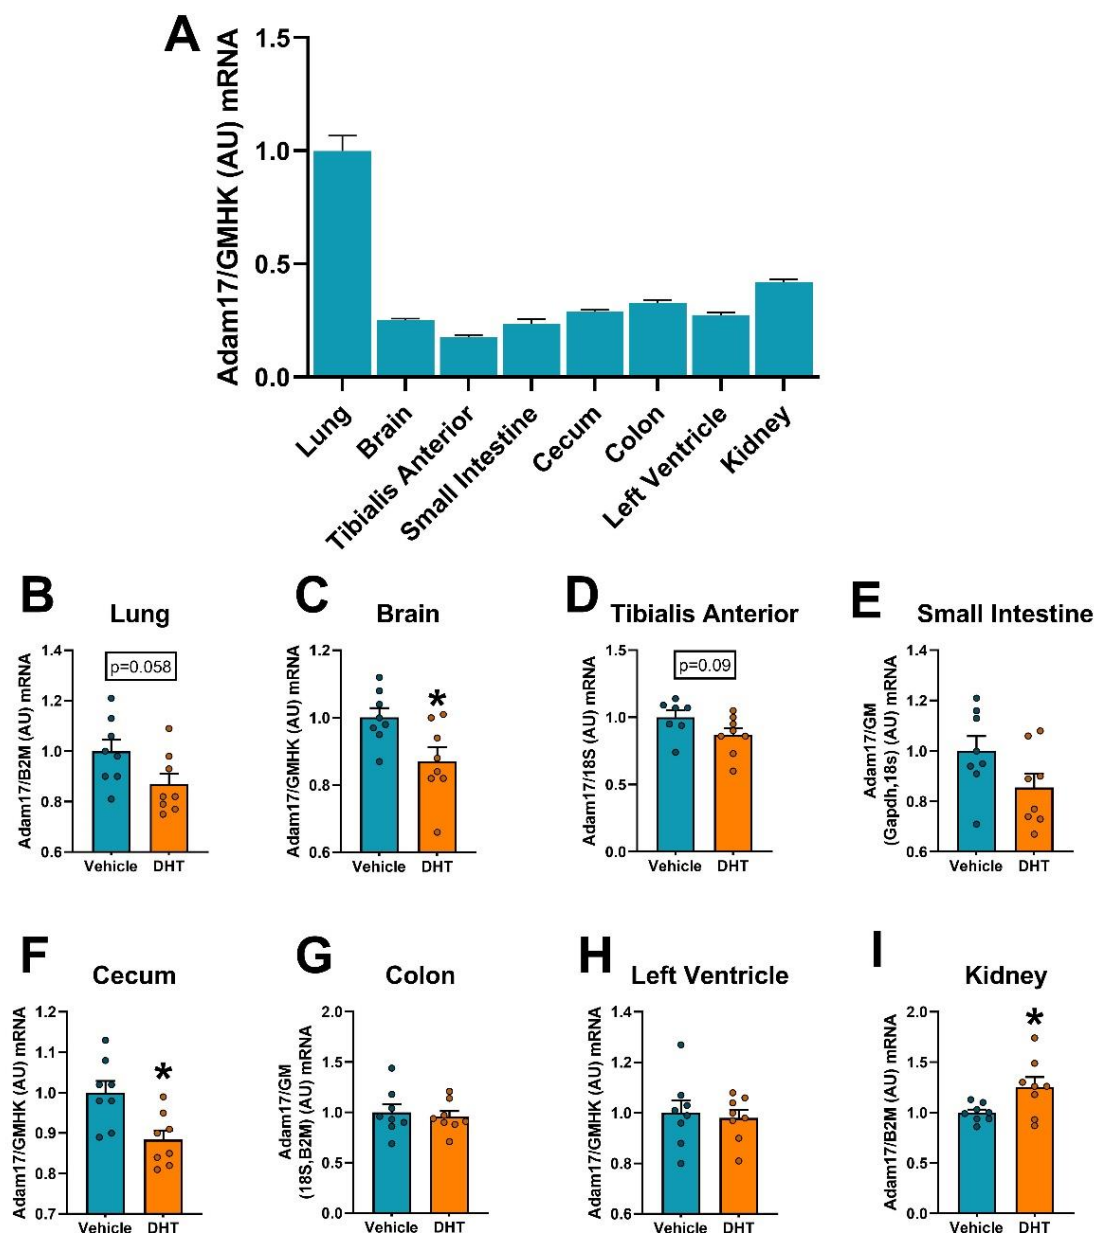 A
Adam17/GMHK (AU) mRNA
1.5
1.0
0.5
0.0
Lung
Brain
Tibialis Anterior
Small Intestine
Cecum
Colon
Left Ventricle
Kidney
B
Lung
Adam17/B2M (AU) mRNA
1.4
1.2
1.0
0.8
0.6
p=0.058
Vehicle DHT
C
Brain
Adam17/GMHK (AU) mRNA
1.2
1.0
0.8
0.6
*
Vehicle DHT
D
Tibialis Anterior
Adam17/18S (AU) mRNA
1.5
1.0
0.5
0.0
p=0.09
Vehicle DHT
E
Small Intestine
Adam17/GM
(Gapdh,18s) (AU) mRNA
1.4
1.2
1.0
0.8
0.6
Vehicle DHT
F
Cecum
Adam17/GMHK (AU) mRNA
1.2
1.1
1.0
0.9
0.8
0.7
*
Vehicle DHT
G
Colon
Adam17/GM
(18S,B2M) (AU) mRNA
2.0
1.5
1.0
0.5
0.0
Vehicle DHT
H
Left Ventricle
Adam17/GMHK (AU) mRNA
1.4
1.2
1.0
0.8
0.6
Vehicle DHT
I
Kidney
Adam17/B2M (AU) mRNA
2.0
1.5
1.0
0.5
0.0
*
Vehicle DHT